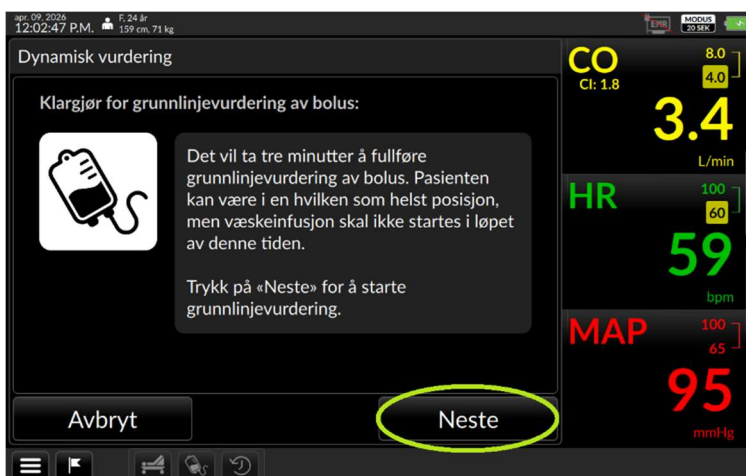 apr. 09, 2026
12:02:47 P.M.
F, 24 år
159 cm, 71 kg
EMR
MODUS
20 SEK
Dynamisk vurdering
Klargjør for grunnlinjevurdering av bolus:
Det vil ta tre minutter å fullføre
grunnlinjevurdering av bolus. Pasienten
kan være i en hvilken som helst posisjon,
men væskeinfusjon skal ikke startes i løpet
av denne tiden.
Trykk på «Neste» for å starte
grunnlinjevurdering.
Avbryt
Neste
CO
CI: 1.8
8.0
4.0
3.4
L/min
HR
100
60
59
bpm
MAP
100
65
95
mmHg